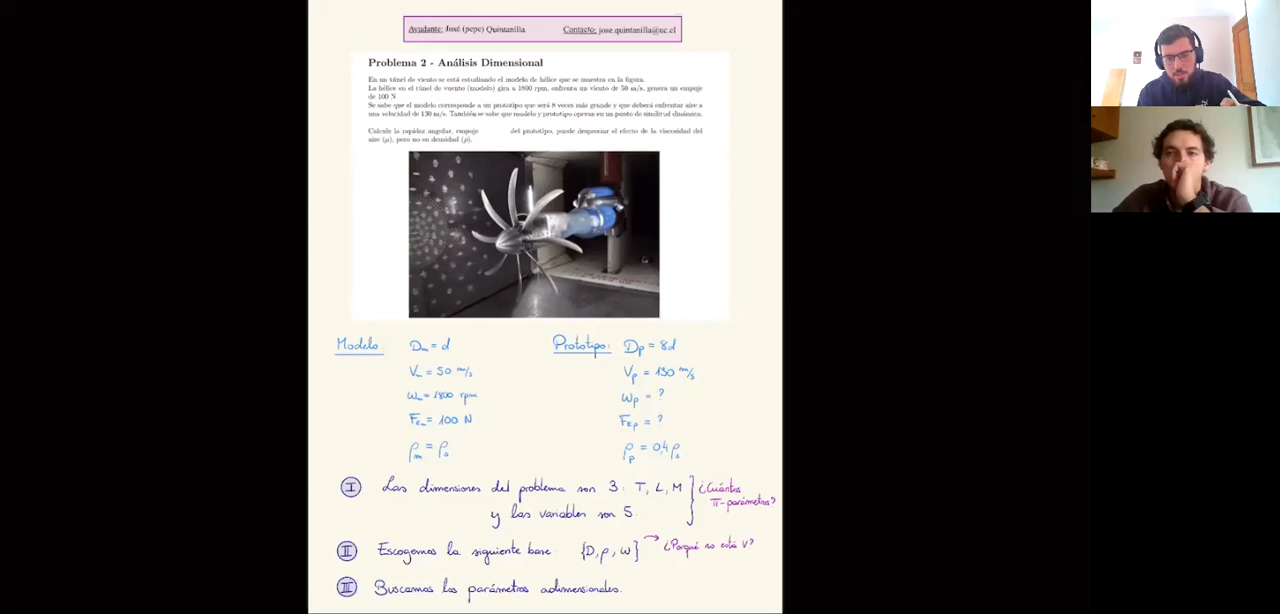 Ayudante: José (pepe) Quintanilla. Contacto: jose.quintanilla@uc.cl
Problema 2 - Análisis Dimensional
En un túnel de viento se está estudiando el modelo de hélice que se muestra en la figura.
La hélice en el túnel de viento (modelo) gira a 1800 rpm, enfrenta un viento de 50 m/s, genera un empuje
de 100 N
Se sabe que el modelo corresponde a un prototipo que será 8 veces más grande y que deberá enfrentar aire a
una velocidad de 130 m/s. También se sabe que modelo y prototipo operan en un punto de similitud dinámica.
Calcule la rapidez angular, empuje del prototipo, puede despreciar el efecto de la viscosidad del
aire (μ), pero no su densidad (ρ).
Modelo: Dm = d Prototipo: Dp = 8d
Vm = 50 m/s Vp = 130 m/s
ωm = 1800 rpm ωp = ?
FEm = 100 N FEp = ?
ρm = ρo ρp = 0,4 ρo
I Las dimensiones del problema son 3: T, L, M ¿Cuántos
y las variables son 5. π-parámetros?
II Escogemos la siguiente base: {D, ρ, ω} → ¿Porqué no está V?
III Buscamos los parámetros adimensionales.